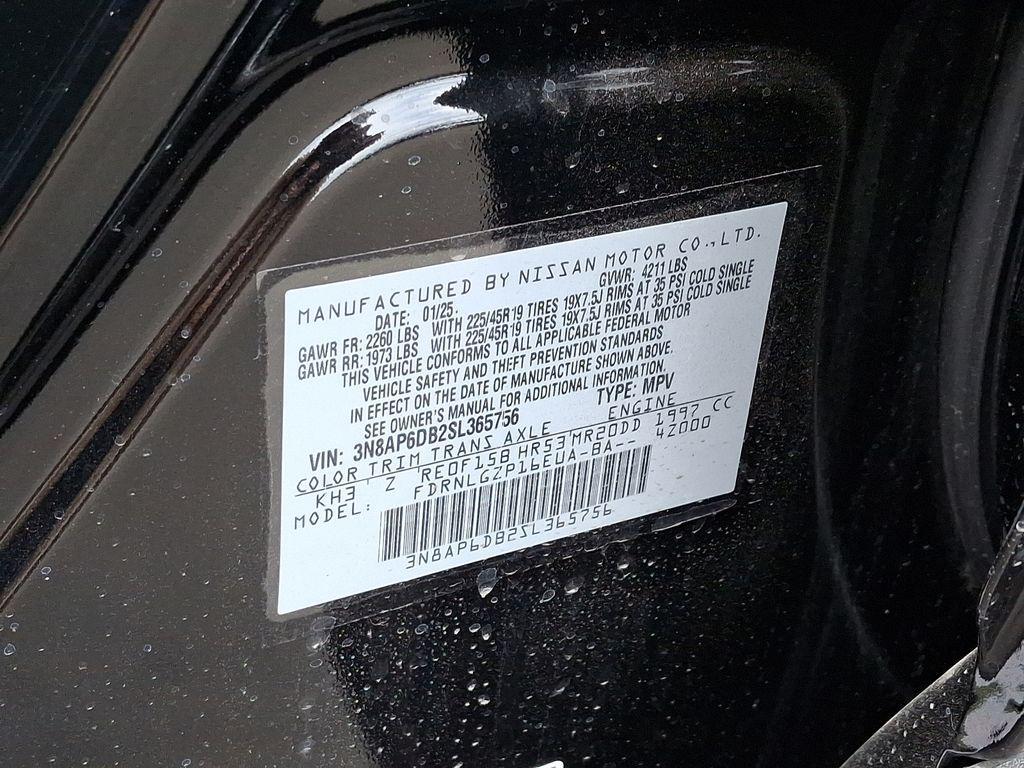 MANUFACTURED BY NISSAN MOTOR CO., LTD.
DATE: 01/25. GVWR: 4211 LBS
GAWR FR: 2260 LBS WITH 225/45R19 TIRES 19X7.5J RIMS AT 35 PSI COLD SINGLE
GAWR RR: 1973 LBS WITH 225/45R19 TIRES 19X7.5J RIMS AT 35 PSI COLD SINGLE
THIS VEHICLE CONFORMS TO ALL APPLICABLE FEDERAL MOTOR
VEHICLE SAFETY AND THEFT PREVENTION STANDARDS
IN EFFECT ON THE DATE OF MANUFACTURE SHOWN ABOVE.
SEE OWNER'S MANUAL FOR ADDITIONAL INFORMATION.
VIN: 3N8AP6DB2SL365756 TYPE: MPV
COLOR TRIM TRANS AXLE ENGINE
KH3 Z RE0F15B HR53 MR20DD 1997 CC
MODEL: FDRNLGZP16EUA-BA-- 42000
3N8AP6DB2SL365756